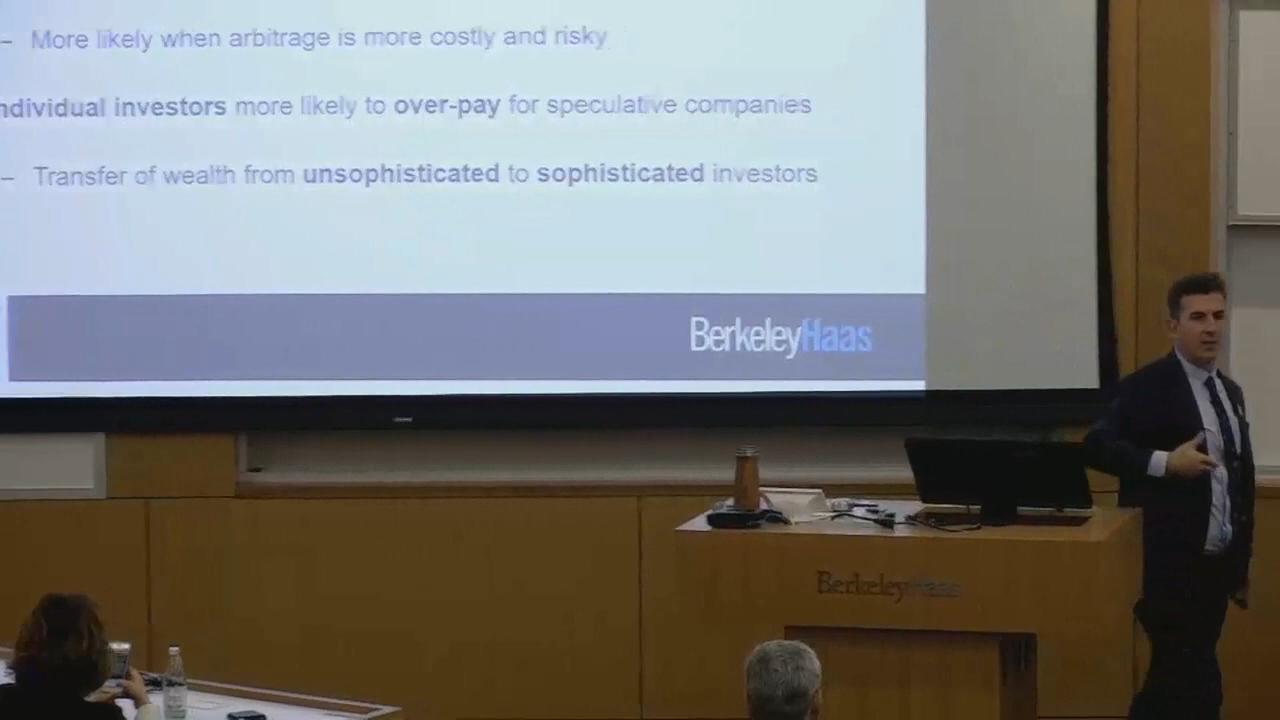 – More likely when arbitrage is more costly and risky
ndividual investors more likely to over-pay for speculative companies
– Transfer of wealth from unsophisticated to sophisticated investors
BerkeleyHaas
BerkeleyHaas